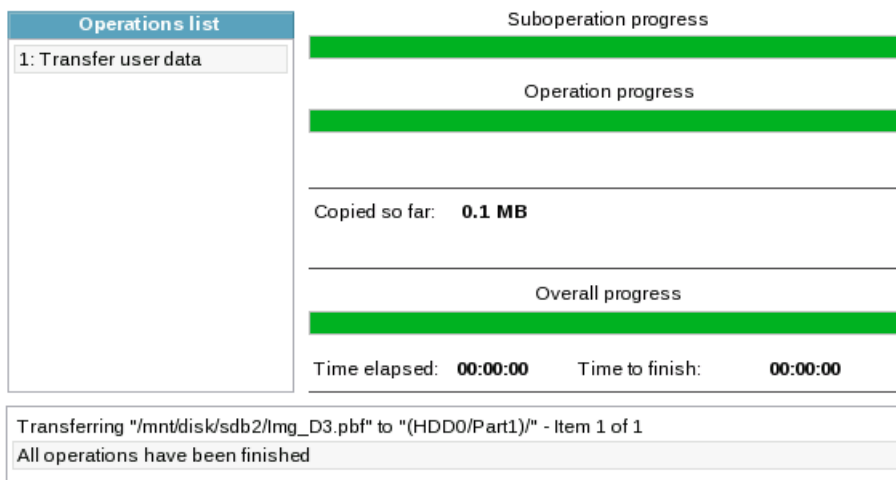 Operations list
1: Transfer user data
Suboperation progress
Operation progress
Copied so far: 0.1 MB
Overall progress
Time elapsed: 00:00:00 Time to finish: 00:00:00
Transferring "/mnt/disk/sdb2/Img_D3.pbf" to "(HDD0/Part1)/" - Item 1 of 1
All operations have been finished